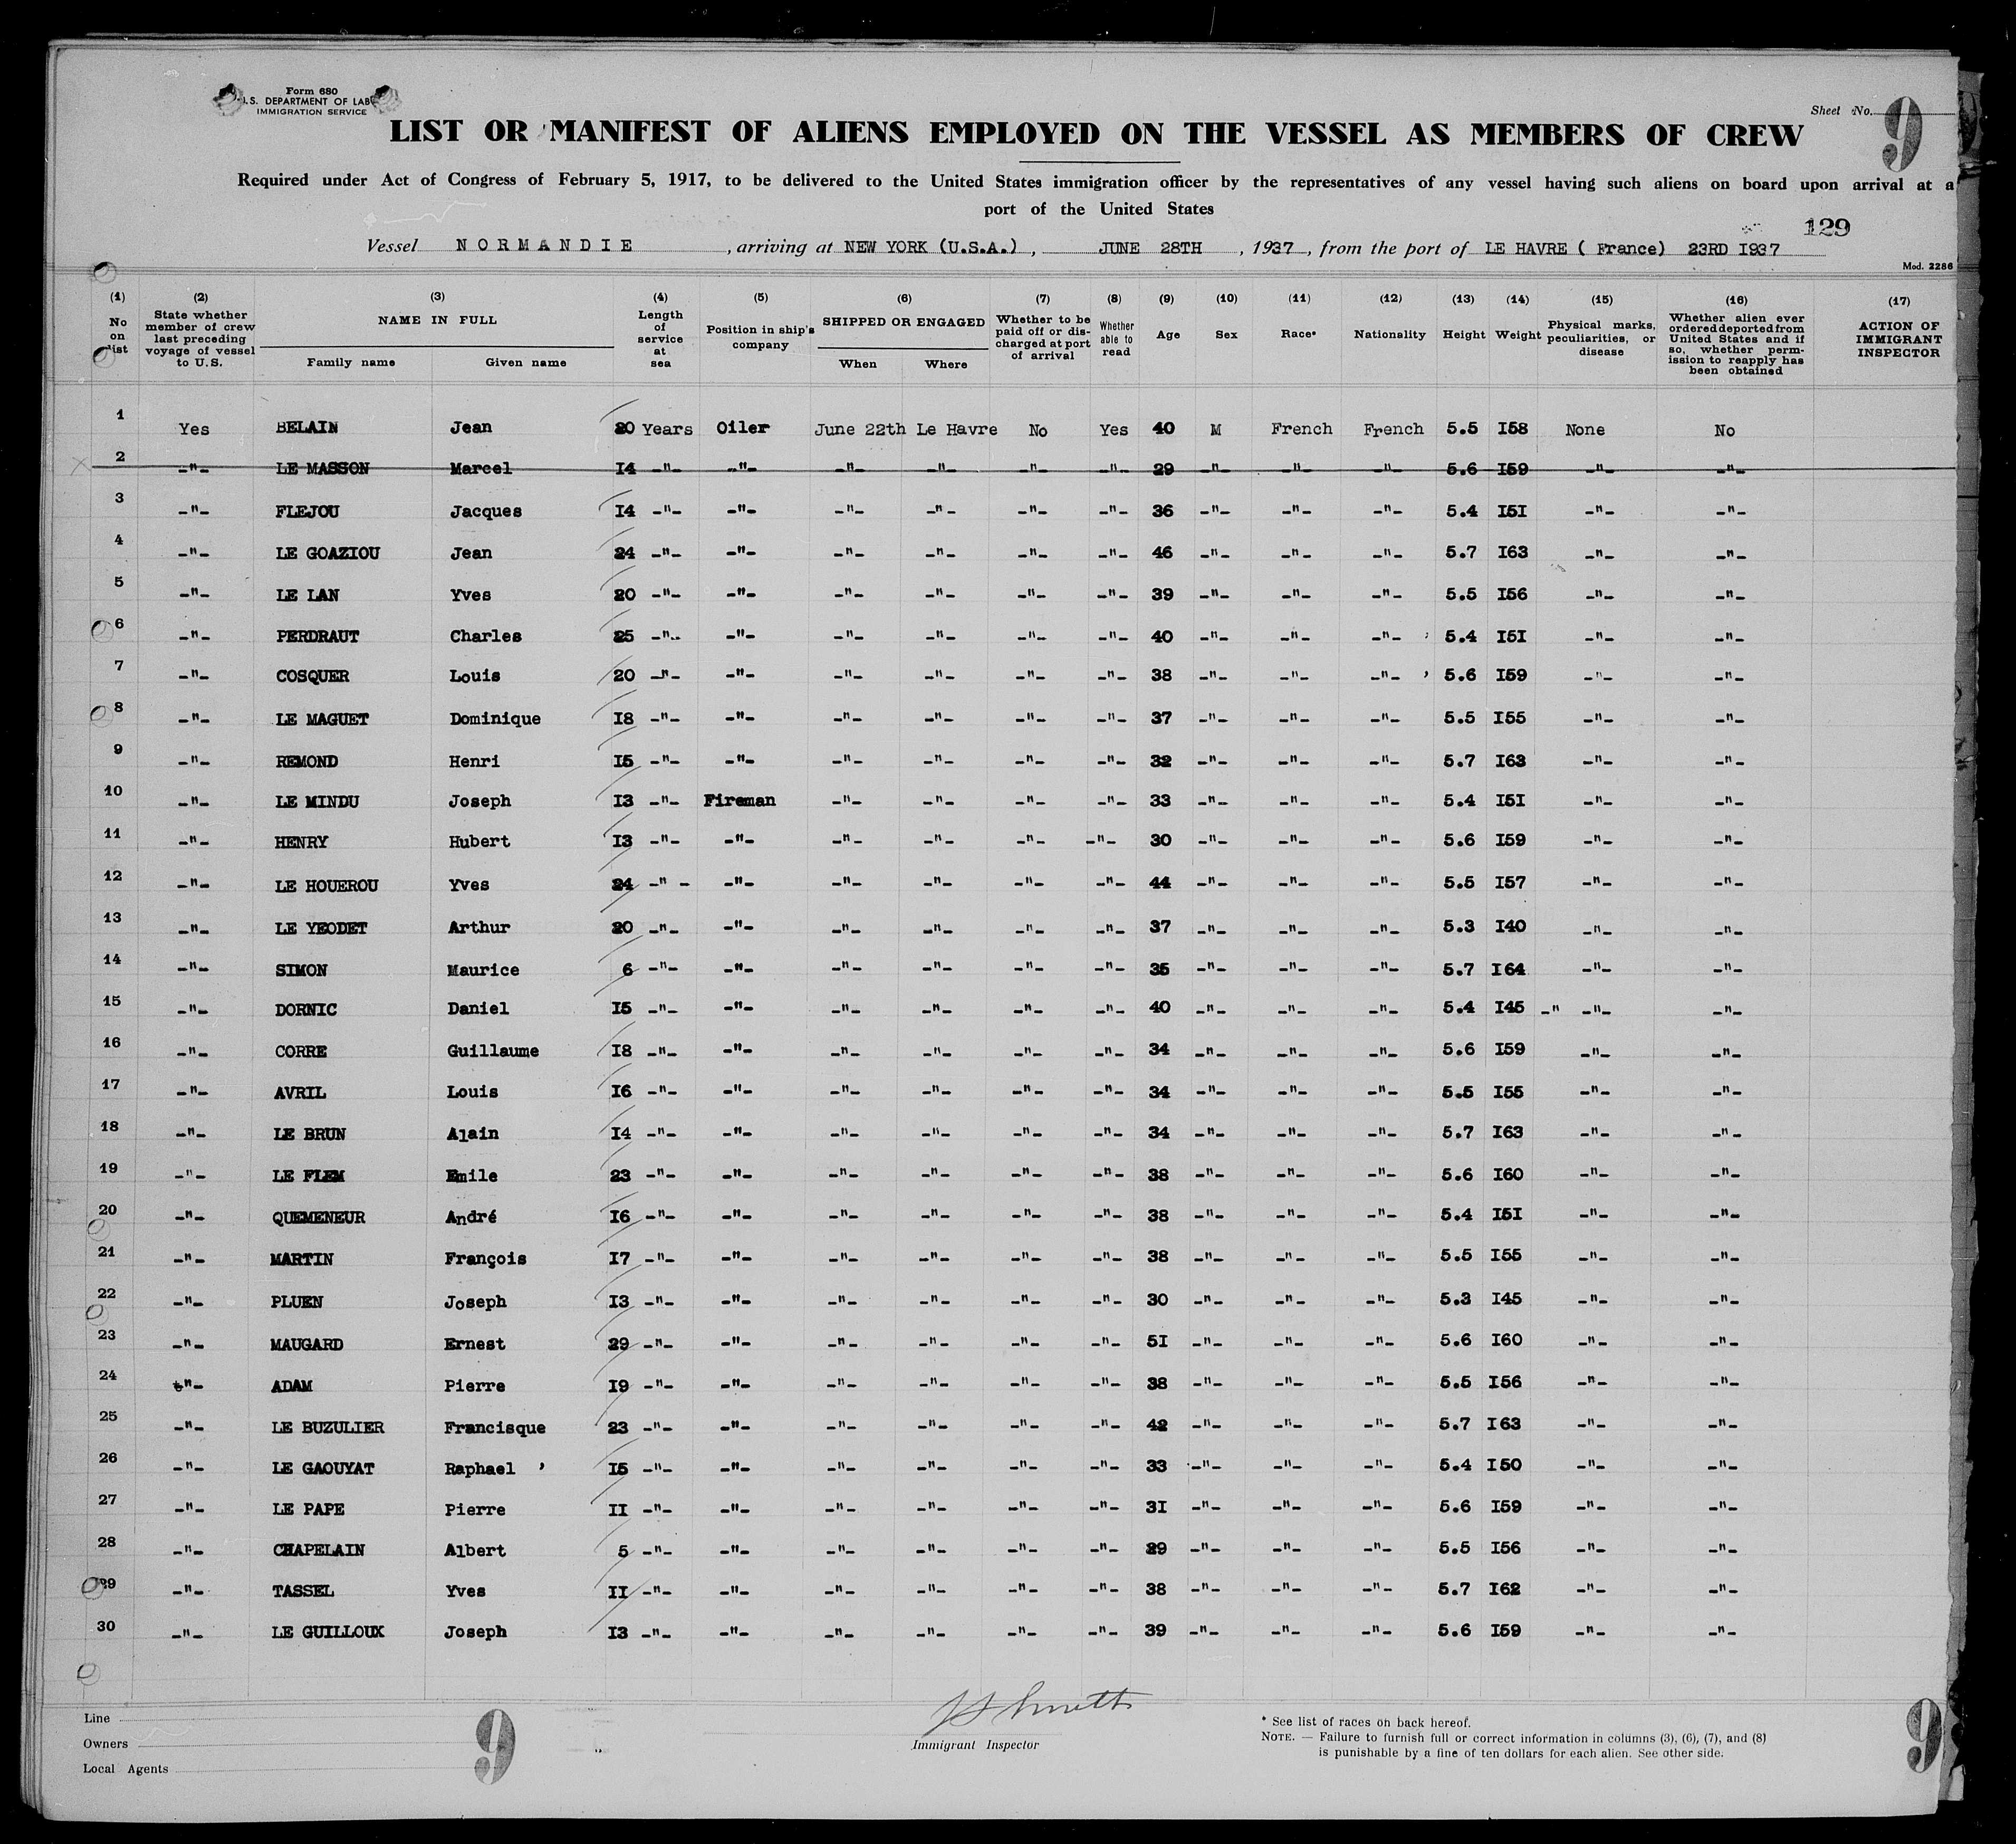 Form 680
U.S. DEPARTMENT OF LAB
IMMIGRATION SERVICE
Sheet No. 9
LIST OR MANIFEST OF ALIENS EMPLOYED ON THE VESSEL AS MEMBERS OF CREW
Required under Act of Congress of February 5, 1917, to be delivered to the United States immigration officer by the representatives of any vessel having such aliens on board upon arrival at a
port of the United States
129
Vessel NORMANDIE, arriving at NEW YORK (U.S.A.), JUNE 28TH, 1937, from the port of LE HAVRE ( France) 23RD I937
Mod. 2286
(1) No on list (2) State whether member of crew last preceding voyage of vessel to U.S. (3) NAME IN FULL Family name Given name (4) Length of service at sea (5) Position in ship's company (6) SHIPPED OR ENGAGED When Where (7) Whether to be paid off or discharged at port of arrival (8) Whether able to read (9) Age (10) Sex (11) Race* (12) Nationality (13) Height (14) Weight (15) Physical marks, peculiarities, or disease (16) Whether alien ever ordered deported from United States and if so, whether permission to reapply has been obtained (17) ACTION OF IMMIGRANT INSPECTOR
1 Yes BELAIN Jean 20 Years Oiler June 22th Le Havre No Yes 40 M French French 5.5 I58 None No
2 -"- LE MASSON Marcel I4 -"- -"- -"- -"- -"- -"- 29 -"- -"- -"- 5.6 I59 -"- -"-
3 -"- FLEJOU Jacques I4 -"- -"- -"- -"- -"- -"- 36 -"- -"- -"- 5.4 I5I -"- -"-
4 -"- LE GOAZIOU Jean 24 -"- -"- -"- -"- -"- -"- 46 -"- -"- -"- 5.7 I63 -"- -"-
5 -"- LE LAN Yves 20 -"- -"- -"- -"- -"- -"- 39 -"- -"- -"- 5.5 I56 -"- -"-
6 -"- PERDRAUT Charles 25 -"- -"- -"- -"- -"- -"- 40 -"- -"- -"- 5.4 I5I -"- -"-
7 -"- COSQUER Louis 20 -"- -"- -"- -"- -"- -"- 38 -"- -"- -"- 5.6 I59 -"- -"-
8 -"- LE MAGUET Dominique I8 -"- -"- -"- -"- -"- -"- 37 -"- -"- -"- 5.5 I55 -"- -"-
9 -"- REMOND Henri I5 -"- -"- -"- -"- -"- -"- 32 -"- -"- -"- 5.7 I63 -"- -"-
10 -"- LE MINDU Joseph I3 -"- Fireman -"- -"- -"- -"- 33 -"- -"- -"- 5.4 I5I -"- -"-
11 -"- HENRY Hubert I3 -"- -"- -"- -"- -"- -"- 30 -"- -"- -"- 5.6 I59 -"- -"-
12 -"- LE HOUEROU Yves 24 -" - -"- -"- -"- -"- -"- 44 -"- -"- -"- 5.5 I57 -"- -"-
13 -"- LE YEODET Arthur 20 -"- -"- -"- -"- -"- -"- 37 -"- -"- -"- 5.3 I40 -"- -"-
14 -"- SIMON Maurice 6 -"- -"- -"- -"- -"- -"- 35 -"- -"- -"- 5.7 I64 -"- -"-
15 -"- DORNIC Daniel I5 -"- -"- -"- -"- -"- -"- 40 -"- -"- -"- 5.4 I45 -" -"- -"-
16 -"- CORRE Guillaume I8 -"- -"- -"- -"- -"- -"- 34 -"- -"- -"- 5.6 I59 -"- -"-
17 -"- AVRIL Louis I6 -"- -"- -"- -"- -"- -"- 34 -"- -"- -"- 5.5 I55 -"- -"-
18 -"- LE BRUN Alain I4 -"- -"- -"- -"- -"- -"- 34 -"- -"- -"- 5.7 I63 -"- -"-
19 -"- LE FLEM Emile 23 -"- -"- -"- -"- -"- -"- 38 -"- -"- -"- 5.6 I60 -"- -"-
20 -"- QUEMENEUR André I6 -"- -"- -"- -"- -"- -"- 38 -"- -"- -"- 5.4 I5I -"- -"-
21 -"- MARTIN François I7 -"- -"- -"- -"- -"- -"- 38 -"- -"- -"- 5.5 I55 -"- -"-
22 -"- PLUEN Joseph I3 -"- -"- -"- -"- -"- -"- 30 -"- -"- -"- 5.3 I45 -"- -"-
23 -"- MAUGARD Ernest 29 -"- -"- -"- -"- -"- -"- 5I -"- -"- -"- 5.6 I60 -"- -"-
24 -"- ADAM Pierre I9 -"- -"- -"- -"- -"- -"- 38 -"- -"- -"- 5.5 I56 -"- -"-
25 -"- LE BUZULIER Francisque 23 -"- -"- -"- -"- -"- -"- 42 -"- -"- -"- 5.7 I63 -"- -"-
26 -"- LE GAOUYAT Raphael I5 -"- -"- -"- -"- -"- -"- 33 -"- -"- -"- 5.4 I50 -"- -"-
27 -"- LE PAPE Pierre II -"- -"- -"- -"- -"- -"- 3I -"- -"- -"- 5.6 I59 -"- -"-
28 -"- CHAPELAIN Albert 5 -"- -"- -"- -"- -"- -"- 29 -"- -"- -"- 5.5 I56 -"- -"-
29 -"- TASSEL Yves II -"- -"- -"- -"- -"- -"- 38 -"- -"- -"- 5.7 I62 -"- -"-
30 -"- LE GUILLOUX Joseph I3 -"- -"- -"- -"- -"- -"- 39 -"- -"- -"- 5.6 I59 -"- -"-
Line
Owners
Local Agents
9
Immigrant Inspector
* See list of races on back hereof.
NOTE. — Failure to furnish full or correct information in columns (3), (6), (7), and (8)
is punishable by a fine of ten dollars for each alien. See other side.
9